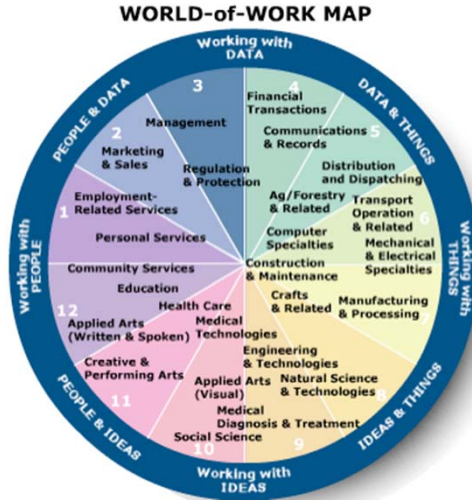 WORLD-of-WORK MAP
Working with
DATA
PEOPLE & DATA
DATA & THINGS
3
4
Financial
Transactions
Management
2
Communications
& Records
5
Marketing
& Sales
Regulation
& Protection
Distribution
and Dispatching
1
Employment-
Related Services
Ag/Forestry
& Related
Transport
Operation
& Related
6
Personal Services
Computer
Specialties
Mechanical
& Electrical
Specialties
Working with
PEOPLE
Working with
THINGS
Community Services
Construction
& Maintenance
Education
Crafts
& Related
Manufacturing
& Processing
7
12
Health Care
Applied Arts
(Written & Spoken)
Medical
Technologies
Engineering
& Technologies
Creative &
Performing Arts
Applied Arts
(Visual)
Natural Science
& Technologies
8
11
Medical
Diagnosis & Treatment
Social Science
10
9
PEOPLE & IDEAS
IDEAS & THINGS
Working with
IDEAS